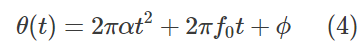 θ(t) = 2παt² + 2πf₀t + ϕ (4)